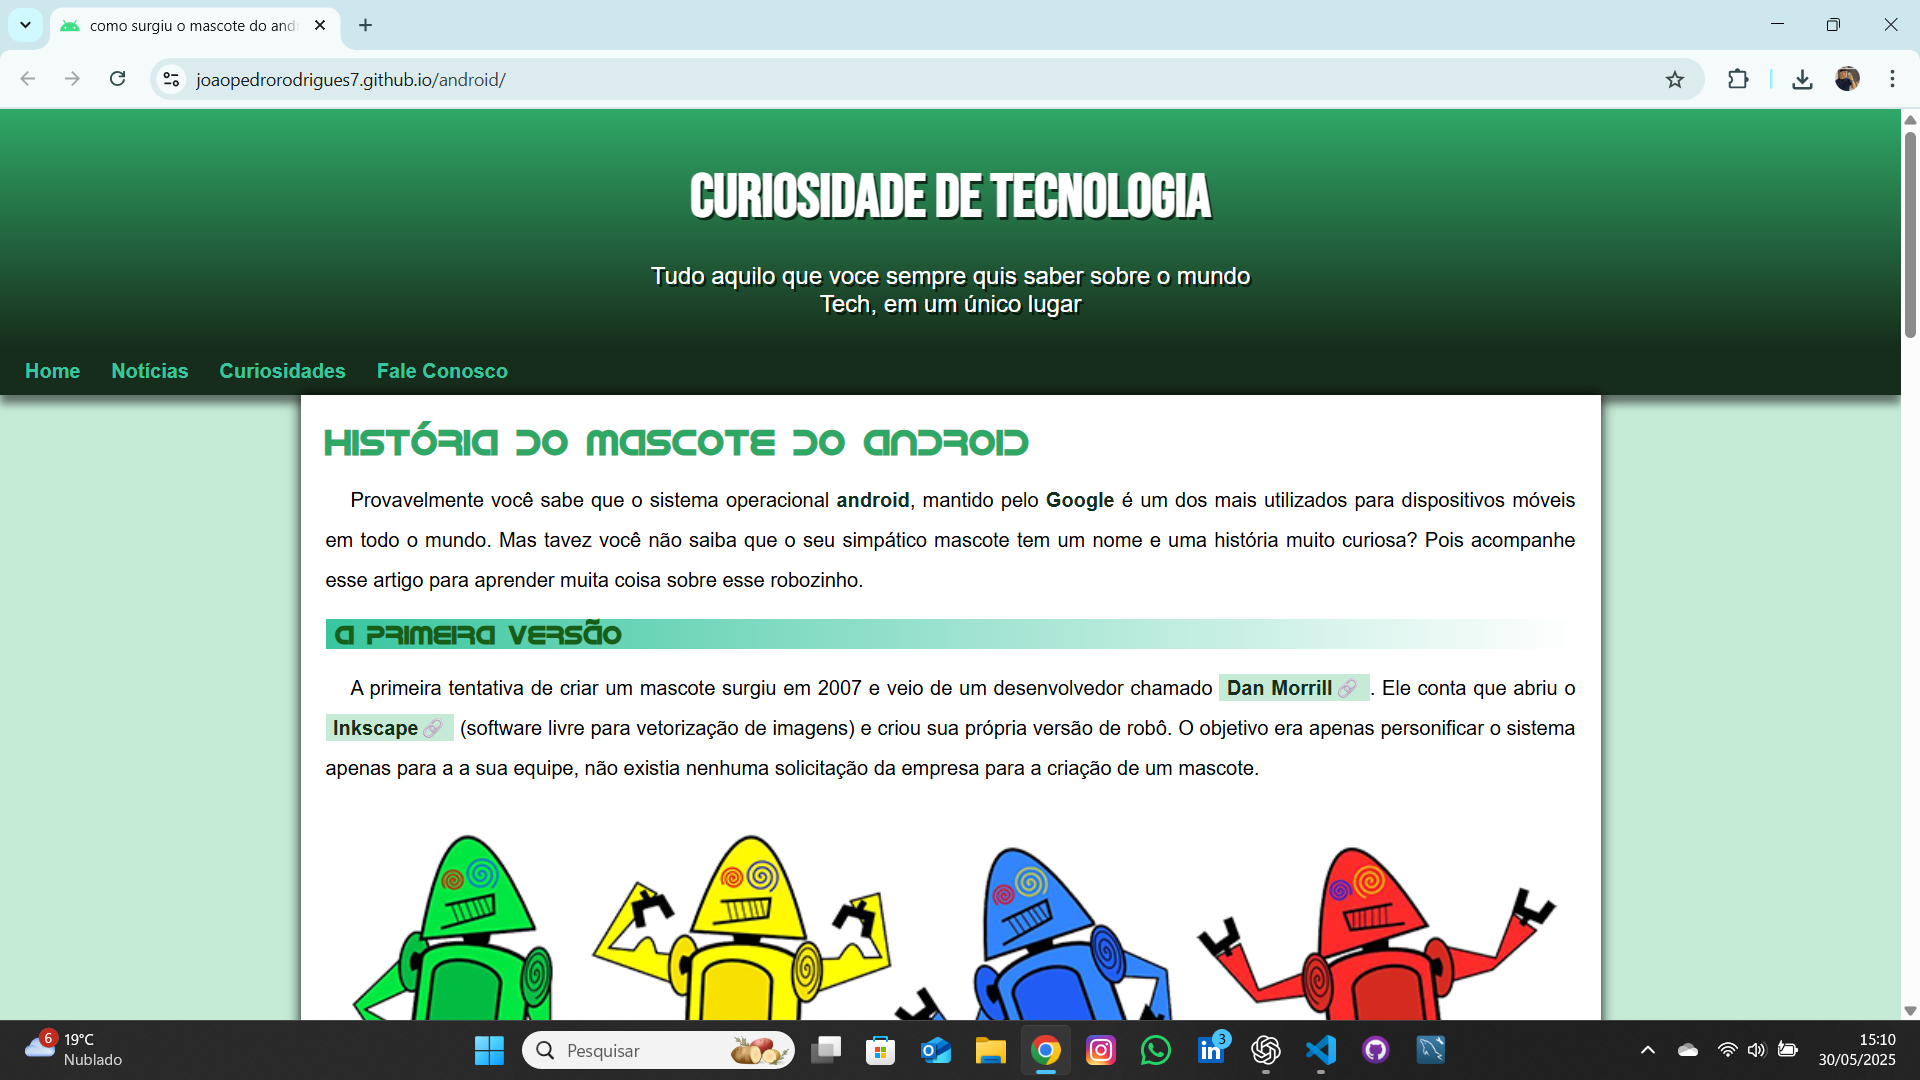 como surgiu o mascote do and
joaopedrorodrigues7.github.io/android/
CURIOSIDADE DE TECNOLOGIA
Tudo aquilo que voce sempre quis saber sobre o mundo
Tech, em um único lugar
Home Notícias Curiosidades Fale Conosco
HISTÓRIA DO MASCOTE DO ANDROID
Provavelmente você sabe que o sistema operacional android, mantido pelo Google é um dos mais utilizados para dispositivos móveis
em todo o mundo. Mas tavez você não saiba que o seu simpático mascote tem um nome e uma história muito curiosa? Pois acompanhe
esse artigo para aprender muita coisa sobre esse robozinho.
A PRIMEIRA VERSÃO
A primeira tentativa de criar um mascote surgiu em 2007 e veio de um desenvolvedor chamado Dan Morrill. Ele conta que abriu o
Inkscape (software livre para vetorização de imagens) e criou sua própria versão de robô. O objetivo era apenas personificar o sistema
apenas para a a sua equipe, não existia nenhuma solicitação da empresa para a criação de um mascote.
6
19°C
Nublado
Pesquisar
3
15:10
30/05/2025